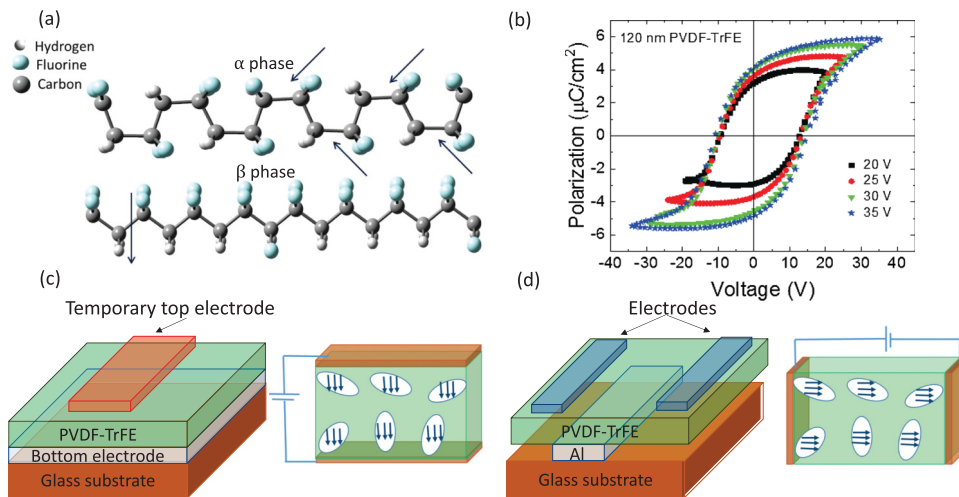 (a)
Hydrogen
Fluorine
Carbon
α phase
β phase
(b)
120 nm PVDF-TrFE
Polarization (μC/cm²)
6
4
2
0
-2
-4
-6
20 V
25 V
30 V
35 V
-40 -30 -20 -10 0 10 20 30 40
Voltage (V)
(c)
Temporary top electrode
PVDF-TrFE
Bottom electrode
Glass substrate
(d)
Electrodes
PVDF-TrFE
Al
Glass substrate